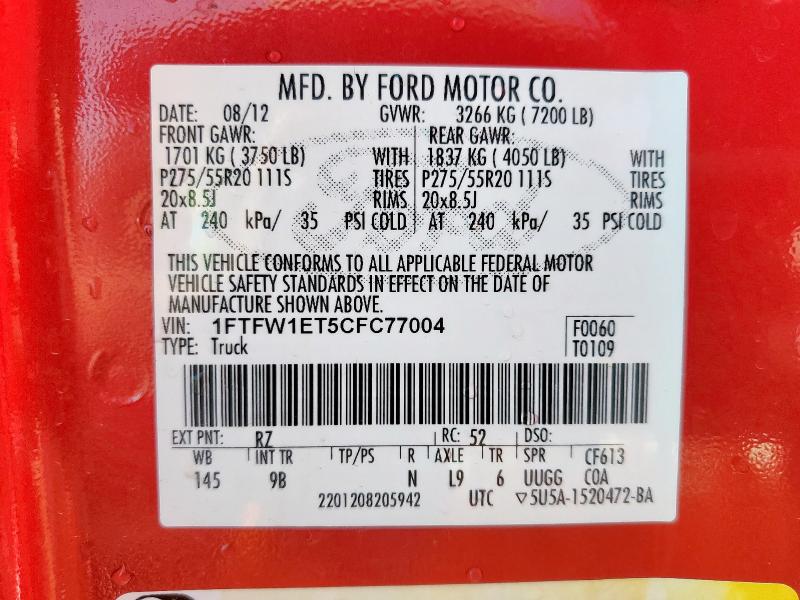 MFD. BY FORD MOTOR CO.
DATE: 08/12 GVWR: 3266 KG ( 7200 LB)
FRONT GAWR: REAR GAWR:
1701 KG ( 3750 LB) WITH 1837 KG ( 4050 LB) WITH
P275/55R20 111S TIRES P275/55R20 111S TIRES
20x8.5J RIMS 20x8.5J RIMS
AT 240 kPa/ 35 PSI COLD AT 240 kPa/ 35 PSI COLD
THIS VEHICLE CONFORMS TO ALL APPLICABLE FEDERAL MOTOR
VEHICLE SAFETY STANDARDS IN EFFECT ON THE DATE OF
MANUFACTURE SHOWN ABOVE.
VIN: 1FTFW1ET5CFC77004 F0060
TYPE: Truck T0109
EXT PNT: RZ RC: 52 DSO:
WB INT TR TP/PS R AXLE TR SPR CF613
145 9B N L9 6 UUGG COA
2201208205942 UTC ▽5U5A-1520472-BA